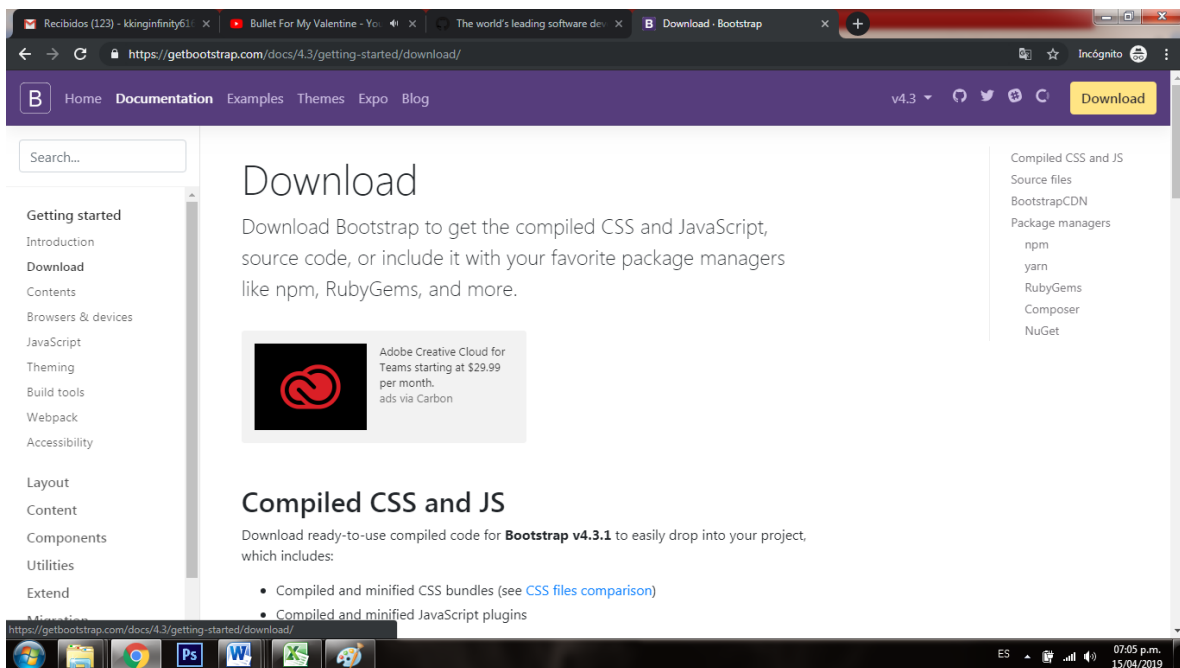 Recibidos (123) - kkinginfinity61
Bullet For My Valentine - You
The world's leading software dev
B Download · Bootstrap
https://getbootstrap.com/docs/4.3/getting-started/download/
Incógnito
B Home Documentation Examples Themes Expo Blog
v4.3
Download
Search...
Getting started
Introduction
Download
Contents
Browsers & devices
JavaScript
Theming
Build tools
Webpack
Accessibility
Layout
Content
Components
Utilities
Extend
Migration
Download
Download Bootstrap to get the compiled CSS and JavaScript,
source code, or include it with your favorite package managers
like npm, RubyGems, and more.
Adobe Creative Cloud for
Teams starting at $29.99
per month.
ads via Carbon
Compiled CSS and JS
Download ready-to-use compiled code for Bootstrap v4.3.1 to easily drop into your project,
which includes:
• Compiled and minified CSS bundles (see CSS files comparison)
• Compiled and minified JavaScript plugins
Compiled CSS and JS
Source files
BootstrapCDN
Package managers
npm
yarn
RubyGems
Composer
NuGet
https://getbootstrap.com/docs/4.3/getting-started/download/
Ps
W
ES
07:05 p.m.
15/04/2019